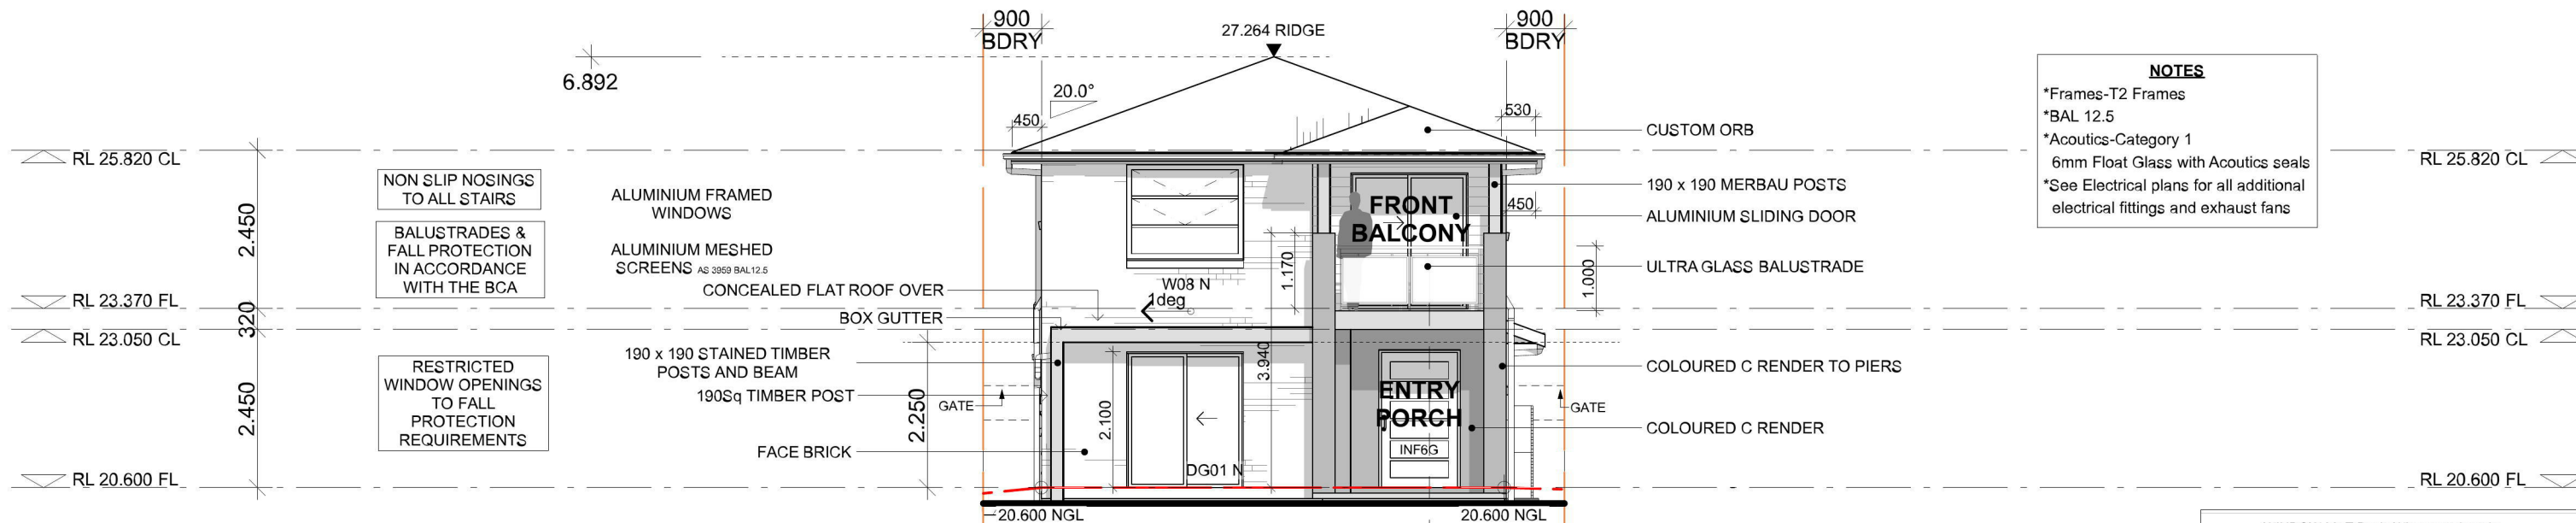 900
BDRY
27.264 RIDGE
900
BDRY
6.892
20.0°
450
530
NOTES
*Frames-T2 Frames
*BAL 12.5
*Acoutics-Category 1
6mm Float Glass with Acoutics seals
*See Electrical plans for all additional
electrical fittings and exhaust fans
RL 25.820 CL
RL 25.820 CL
2.450
NON SLIP NOSINGS
TO ALL STAIRS
BALUSTRADES &
FALL PROTECTION
IN ACCORDANCE
WITH THE BCA
ALUMINIUM FRAMED
WINDOWS
ALUMINIUM MESHED
SCREENS AS 3959 BAL12.5
CUSTOM ORB
190 x 190 MERBAU POSTS
450
ALUMINIUM SLIDING DOOR
FRONT
BALCONY
ULTRA GLASS BALUSTRADE
1.170
1.000
W08 N
1deg
CONCEALED FLAT ROOF OVER
BOX GUTTER
RL 23.370 FL
RL 23.370 FL
320
RL 23.050 CL
RL 23.050 CL
190 x 190 STAINED TIMBER
POSTS AND BEAM
190Sq TIMBER POST
RESTRICTED
WINDOW OPENINGS
TO FALL
PROTECTION
REQUIREMENTS
2.450
2.250
GATE
2.100
3.940
ENTRY
PORCH
INF6G
GATE
COLOURED C RENDER TO PIERS
COLOURED C RENDER
FACE BRICK
DG01 N
RL 20.600 FL
RL 20.600 FL
20.600 NGL
20.600 NGL